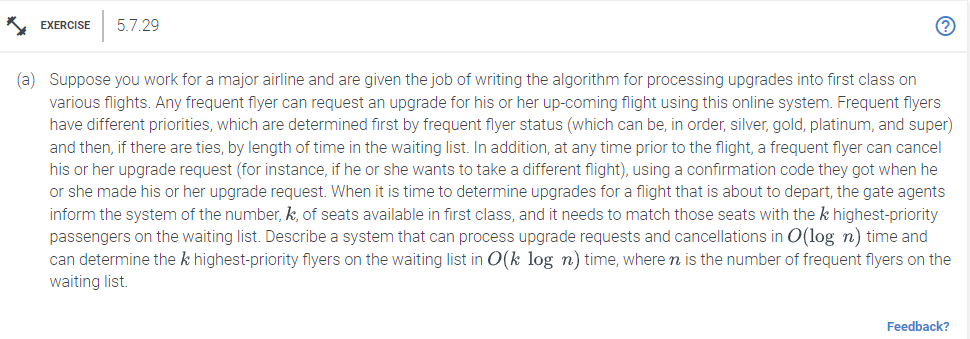 EXERCISE 5.7.29
(a) Suppose you work for a major airline and are given the job of writing the algorithm for processing upgrades into first class on
various flights. Any frequent flyer can request an upgrade for his or her up-coming flight using this online system. Frequent flyers
have different priorities, which are determined first by frequent flyer status (which can be, in order, silver, gold, platinum, and super)
and then, if there are ties, by length of time in the waiting list. In addition, at any time prior to the flight, a frequent flyer can cancel
his or her upgrade request (for instance, if he or she wants to take a different flight), using a confirmation code they got when he
or she made his or her upgrade request. When it is time to determine upgrades for a flight that is about to depart, the gate agents
inform the system of the number, k, of seats available in first class, and it needs to match those seats with the k highest-priority
passengers on the waiting list. Describe a system that can process upgrade requests and cancellations in O(log n) time and
can determine the k highest-priority flyers on the waiting list in O(k log n) time, where n is the number of frequent flyers on the
waiting list.
Feedback?